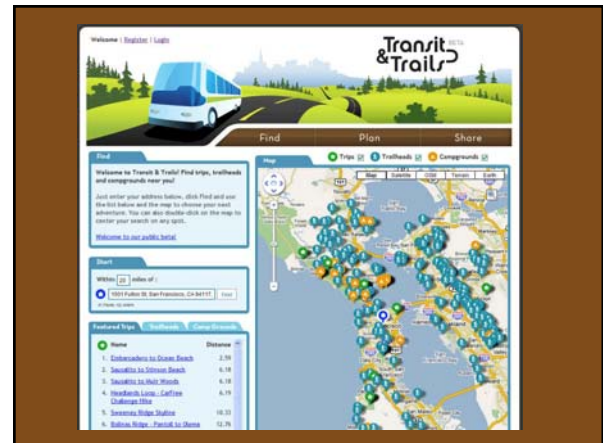 Welcome | Register | Login
Transit BETA
& Trails
Find Plan Share
Find
Welcome to Transit & Trails! Find trips, trailheads
and campgrounds near you!
Just enter your address below, click Find and use
the list below and the map to choose your next
adventure. You can also double-click on the map to
center your search on any spot.
Welcome to our public beta!
Start
Within 20 miles of :
1001 Fulton St, San Francisco, CA 94117,
Find
Featured Trips Trailheads Campgrounds
Name Distance
1. Embarcadero to Ocean Beach 2.59
2. Sausalito to Stinson Beach 6.18
3. Sausalito to Muir Woods 6.18
4. Headlands Loop - CarFree
Challenge Hike 6.19
5. Sweeney Ridge Skyline 10.33
6. Bolinas Ridge - Pantoll to Olema 12.76
Map
Trips Trailheads Campgrounds
Map Satellite OSM Terrain Earth